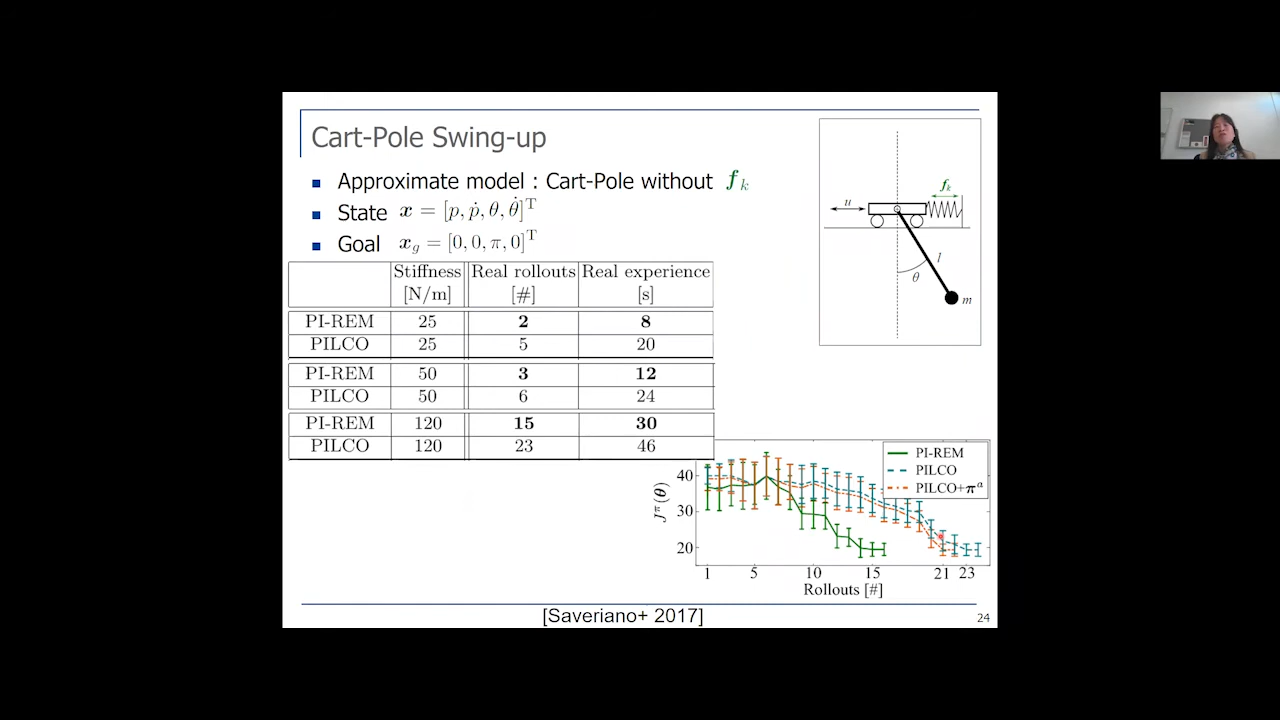 Cart-Pole Swing-up
Approximate model : Cart-Pole without f_k
State x = [p, ṗ, θ, θ̇]^T
Goal x_g = [0, 0, π, 0]^T
f_k
u
l
θ
m
Stiffness Real rollouts Real experience
[N/m] [#] [s]
PI-REM 25 2 8
PILCO 25 5 20
PI-REM 50 3 12
PILCO 50 6 24
PI-REM 120 15 30
PILCO 120 23 46
PI-REM
PILCO
PILCO+π^a
J^π(θ)
40
30
20
1 5 10 15 21 23
Rollouts [#]
[Saveriano+ 2017]
24